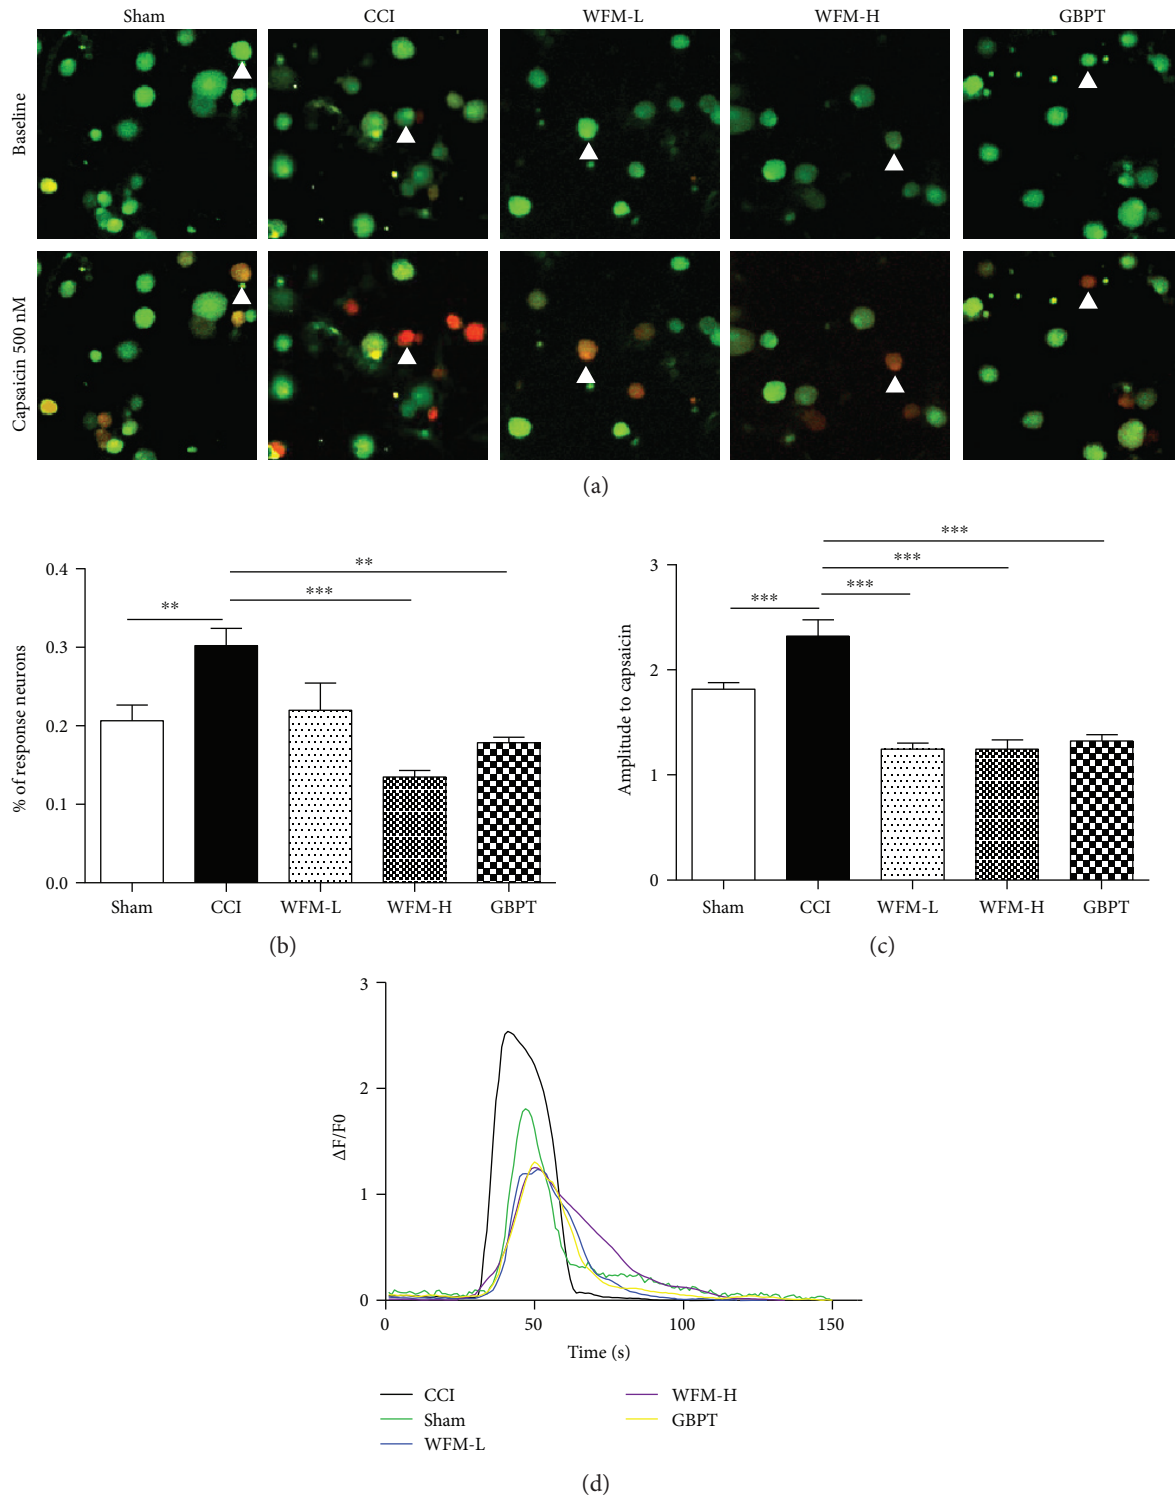 Sham CCI WFM-L WFM-H GBPT
Baseline
Capsaicin 500 nM
(a)
% of response neurons
0.4
0.3
0.2
0.1
0.0
**
***
**
Sham CCI WFM-L WFM-H GBPT
(b)
Amplitude to capsaicin
3
2
1
0
***
***
***
***
Sham CCI WFM-L WFM-H GBPT
(c)
ΔF/F0
3
2
1
0
0 50 100 150
Time (s)
CCI
Sham
WFM-L
WFM-H
GBPT
(d)